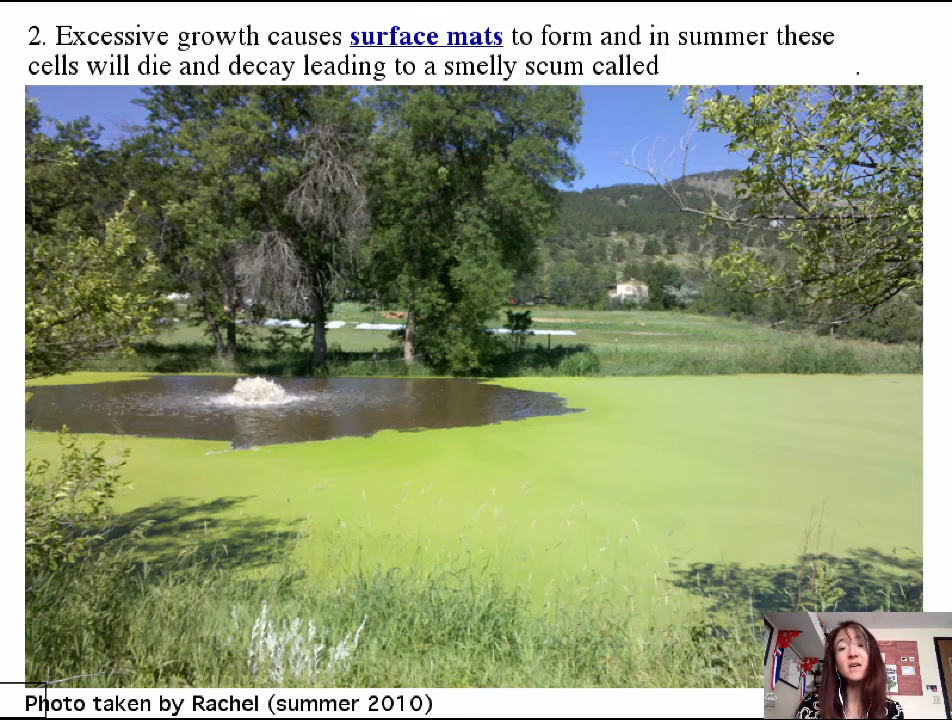 2. Excessive growth causes surface mats to form and in summer these
cells will die and decay leading to a smelly scum called .
Photo taken by Rachel (summer 2010)